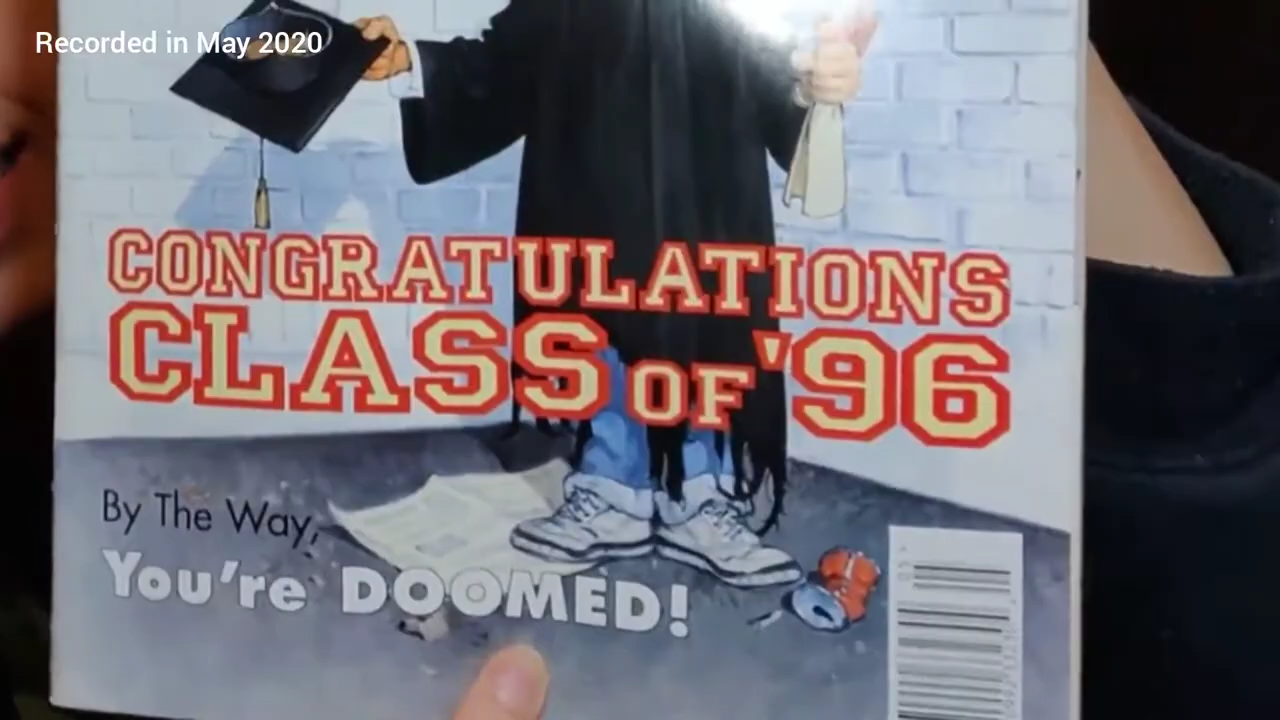 Recorded in May 2020
CONGRATULATIONS
CLASS OF '96
By The Way,
You're DOOMED!